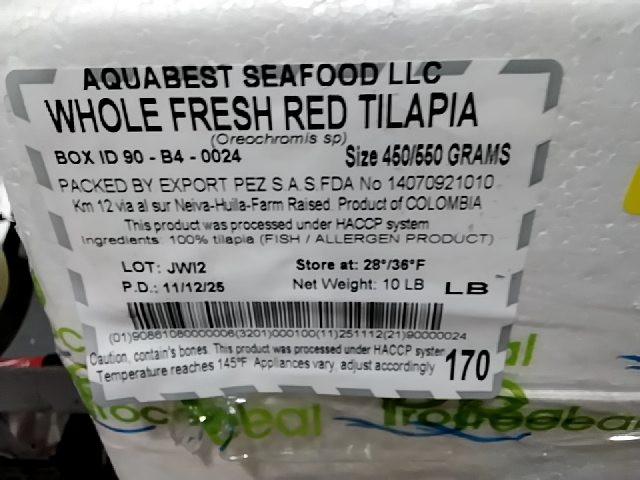 AQUABEST SEAFOOD LLC
WHOLE FRESH RED TILAPIA
(Oreochromis sp)
BOX ID 90 - B4 - 0024 Size 450/550 GRAMS
PACKED BY EXPORT PEZ S.A.S.FDA No 14070921010
Km 12 via al sur Neiva-Huila-Farm Raised. Product of COLOMBIA
This product was processed under HACCP system
Ingredients: 100% tilapia (FISH / ALLERGEN PRODUCT)
LOT: JWI2 Store at: 28°/36°F
P.D.: 11/12/25 Net Weight: 10 LB LB
(01)90861060000006(3201)000100(11)251112(21)90000024
Caution, contain's bones. This product was processed under HACCP syster
Temperature reaches 145ºF. Appliances vary, adjust accordingly 170